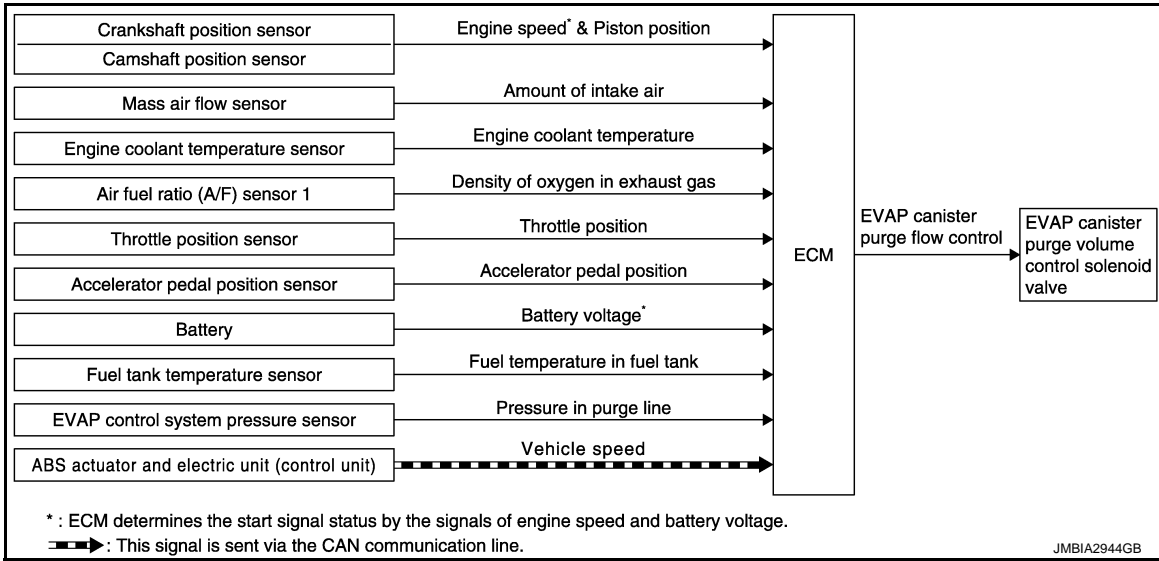 Crankshaft position sensor
Camshaft position sensor
Engine speed* & Piston position
Mass air flow sensor
Amount of intake air
Engine coolant temperature sensor
Engine coolant temperature
Air fuel ratio (A/F) sensor 1
Density of oxygen in exhaust gas
Throttle position sensor
Throttle position
Accelerator pedal position sensor
Accelerator pedal position
Battery
Battery voltage*
Fuel tank temperature sensor
Fuel temperature in fuel tank
EVAP control system pressure sensor
Pressure in purge line
ABS actuator and electric unit (control unit)
Vehicle speed
ECM
EVAP canister
purge flow control
EVAP canister
purge volume
control solenoid
valve
* : ECM determines the start signal status by the signals of engine speed and battery voltage.
: This signal is sent via the CAN communication line.
JMBIA2944GB